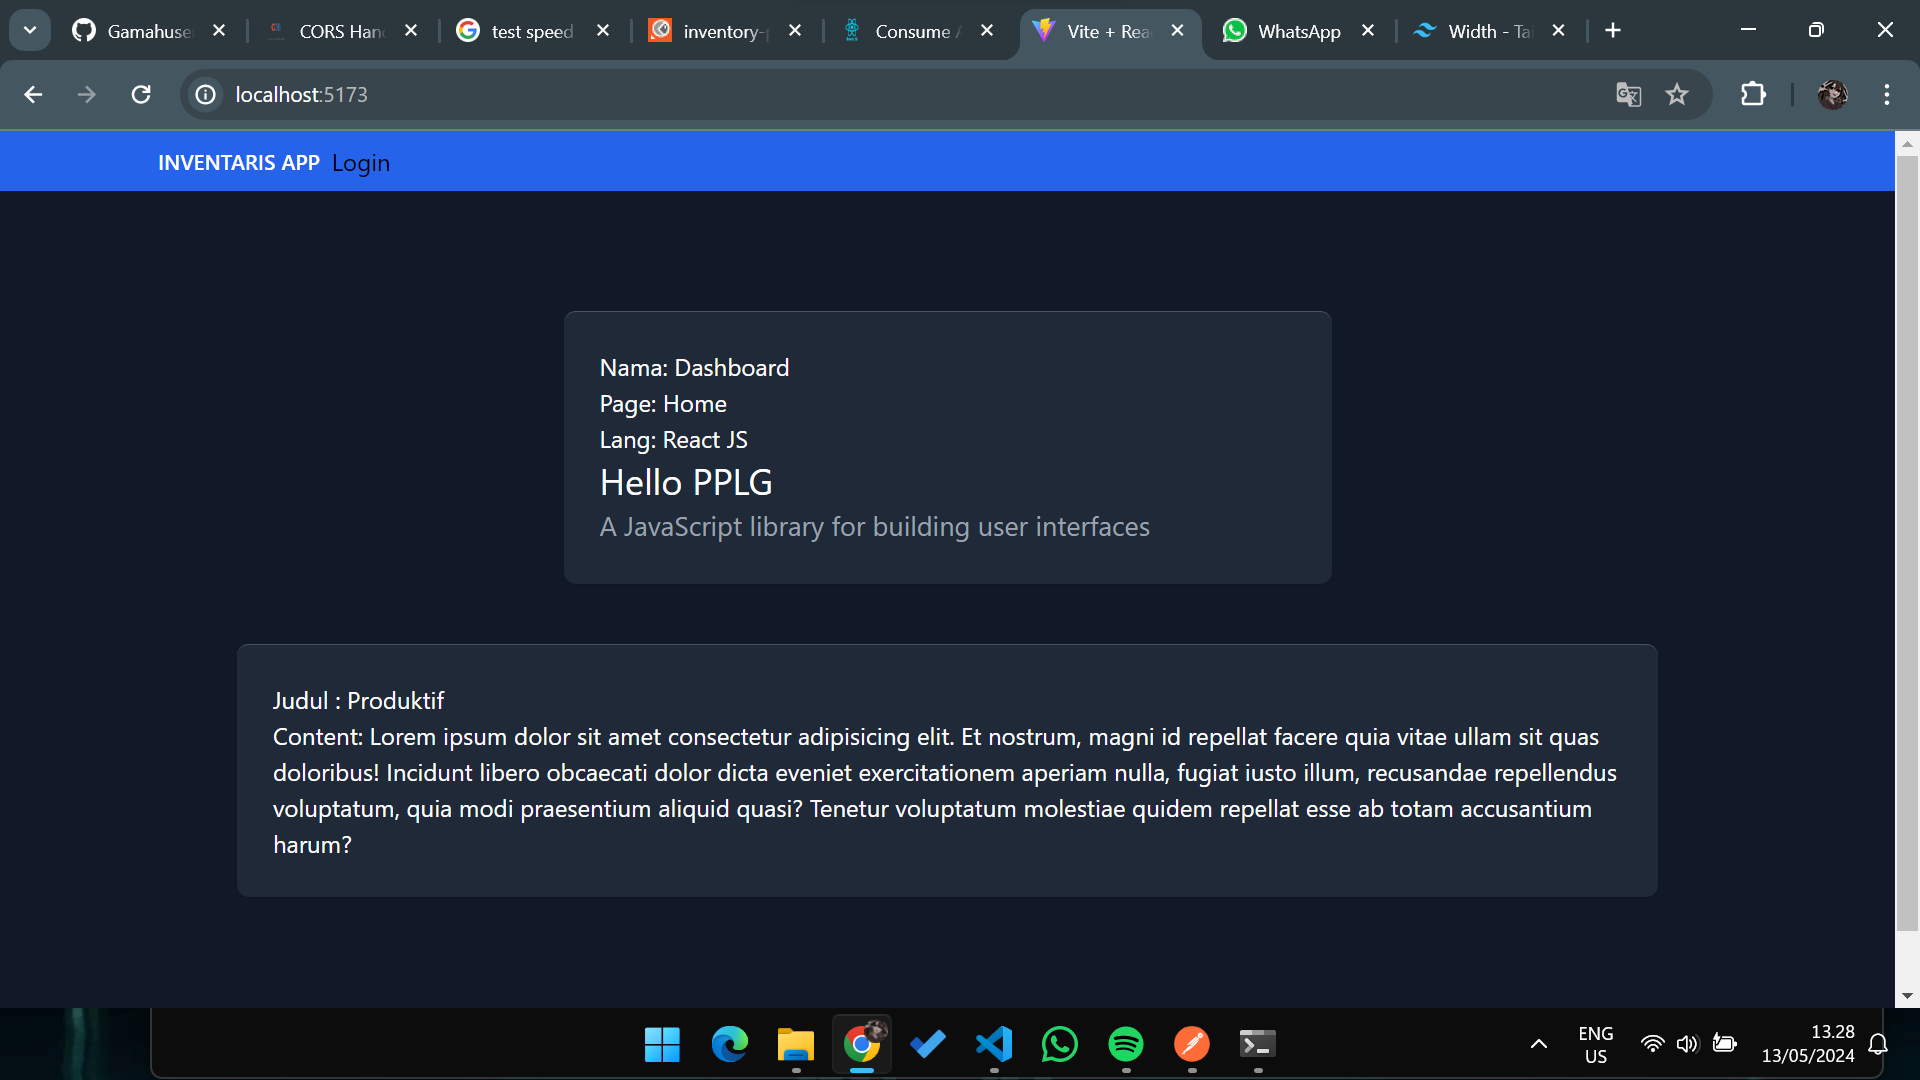 Gamahuse
CORS Han
test speed
inventory-p
Consume A
Vite + Rea
WhatsApp
Width - Tai
localhost:5173
INVENTARIS APP Login
Nama: Dashboard
Page: Home
Lang: React JS
Hello PPLG
A JavaScript library for building user interfaces
Judul : Produktif
Content: Lorem ipsum dolor sit amet consectetur adipisicing elit. Et nostrum, magni id repellat facere quia vitae ullam sit quas
doloribus! Incidunt libero obcaecati dolor dicta eveniet exercitationem aperiam nulla, fugiat iusto illum, recusandae repellendus
voluptatum, quia modi praesentium aliquid quasi? Tenetur voluptatum molestiae quidem repellat esse ab totam accusantium
harum?
ENG
US
13.28
13/05/2024